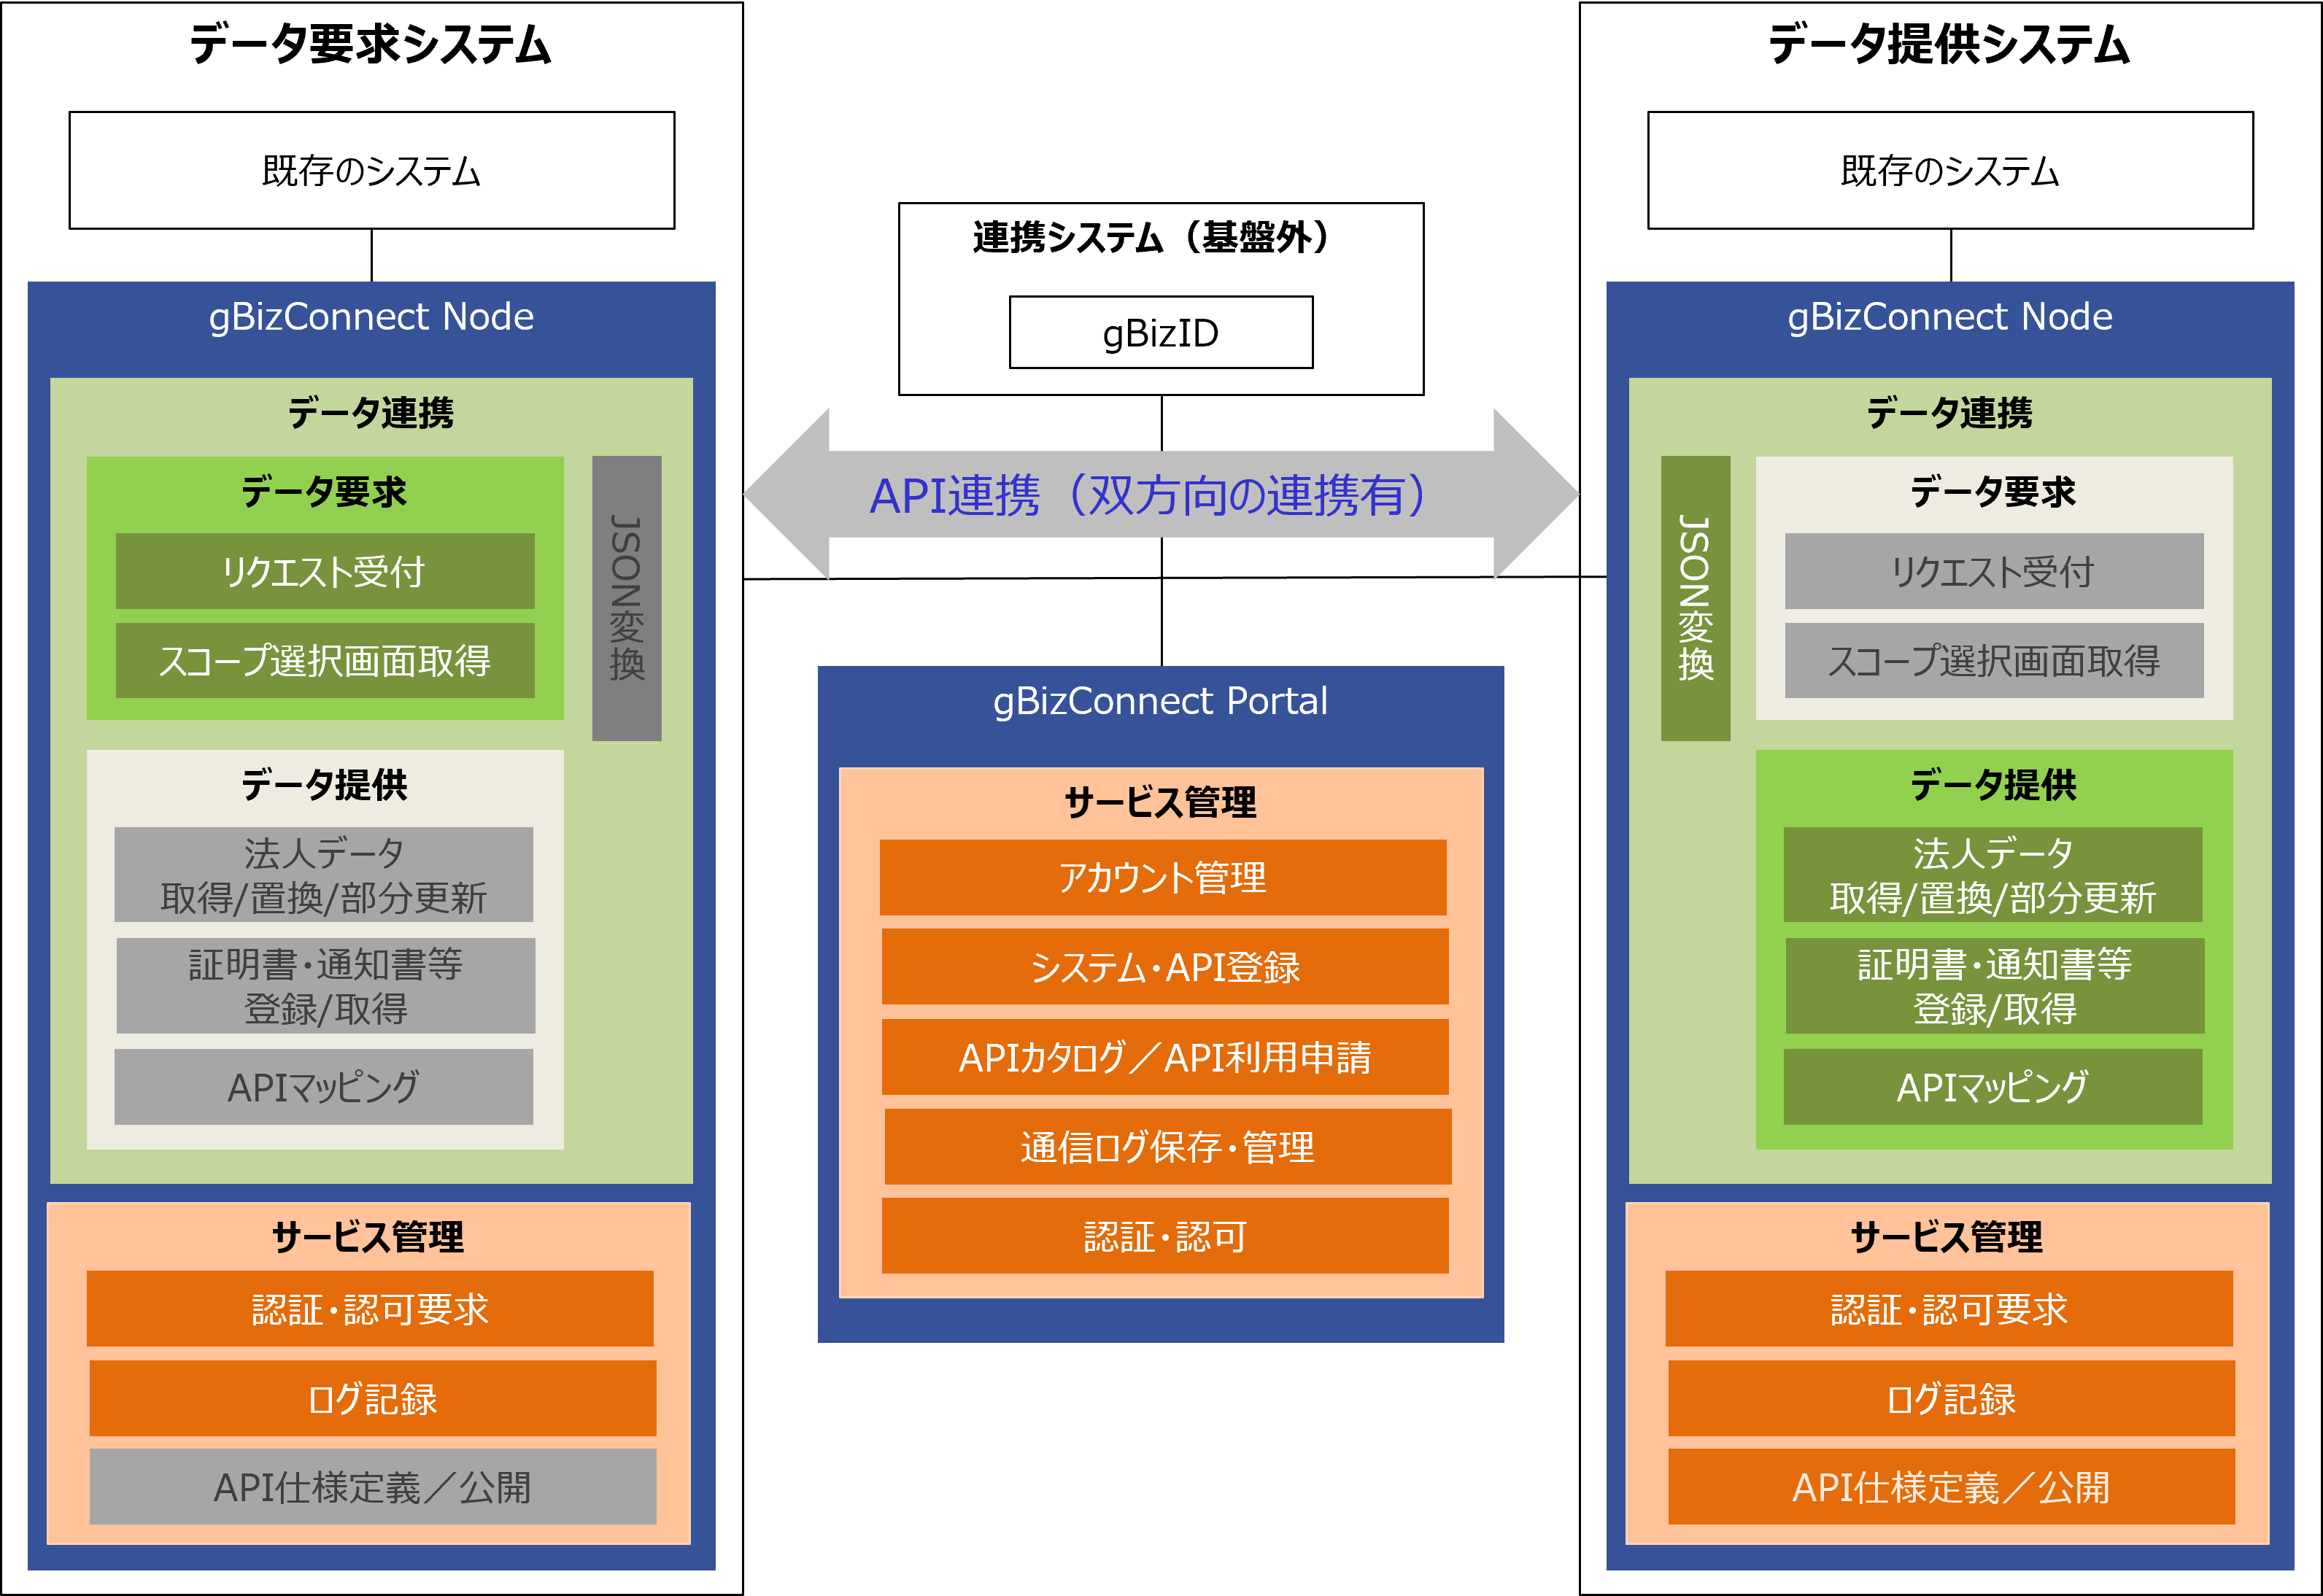 データ要求システム
既存のシステム
gBizConnect Node
データ連携
データ要求
リクエスト受付
スコープ選択画面取得
JSON変換
データ提供
法人データ
取得/置換/部分更新
証明書・通知書等
登録/取得
APIマッピング
サービス管理
認証・認可要求
ログ記録
API仕様定義／公開
連携システム（基盤外）
gBizID
API連携（双方向の連携有）
gBizConnect Portal
サービス管理
アカウント管理
システム・API登録
APIカタログ／API利用申請
通信ログ保存・管理
認証・認可
データ提供システム
既存のシステム
gBizConnect Node
データ連携
JSON変換
データ要求
リクエスト受付
スコープ選択画面取得
データ提供
法人データ
取得/置換/部分更新
証明書・通知書等
登録/取得
APIマッピング
サービス管理
認証・認可要求
ログ記録
API仕様定義／公開